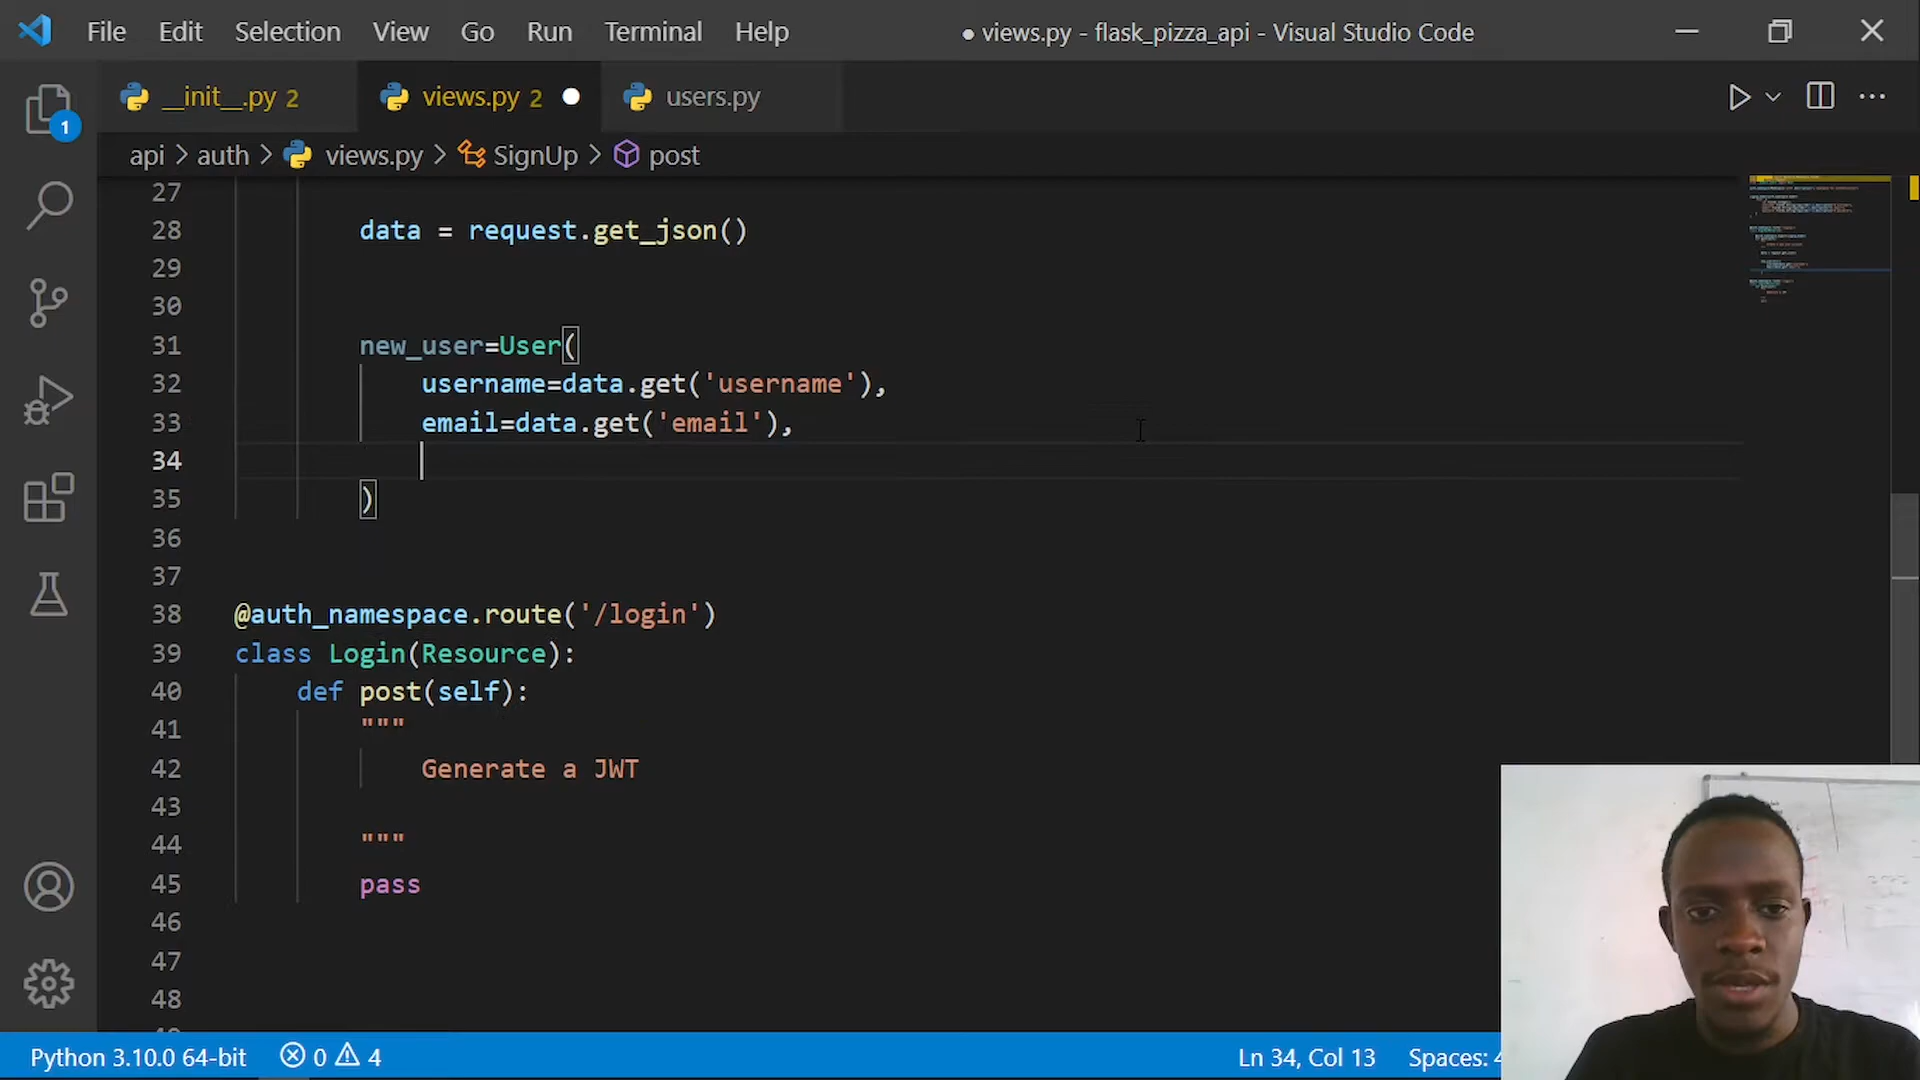 File Edit Selection View Go Run Terminal Help ● views.py - flask_pizza_api - Visual Studio Code
__init__.py 2 views.py 2 users.py
1
api > auth > views.py > SignUp > post
27
28 data = request.get_json()
29
30
31 new_user=User(
32 username=data.get('username'),
33 email=data.get('email'),
34
35 )
36
37
38 @auth_namespace.route('/login')
39 class Login(Resource):
40 def post(self):
41 """
42 Generate a JWT
43
44 """
45 pass
46
47
48
Python 3.10.0 64-bit 0 4 Ln 34, Col 13 Spaces: 4